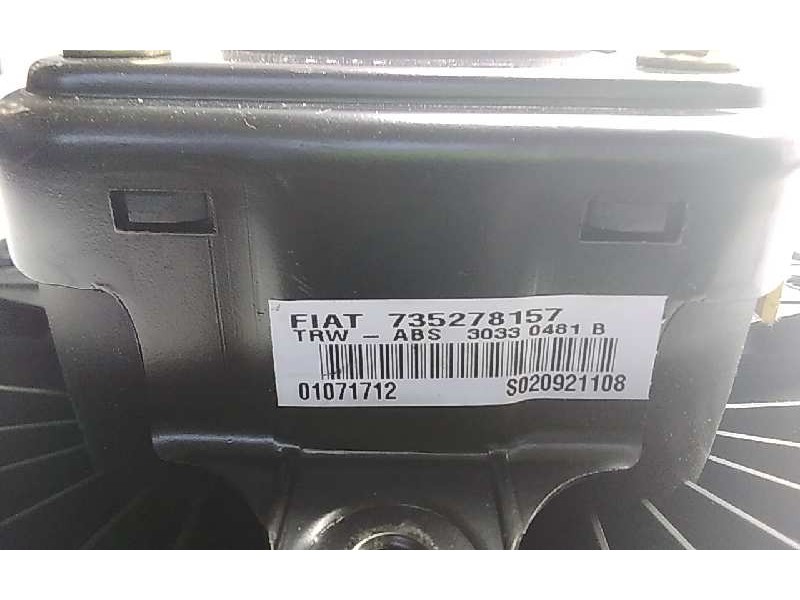 FIAT 735278157
TRW - ABS 3033 0481 B
01071712 S020921108